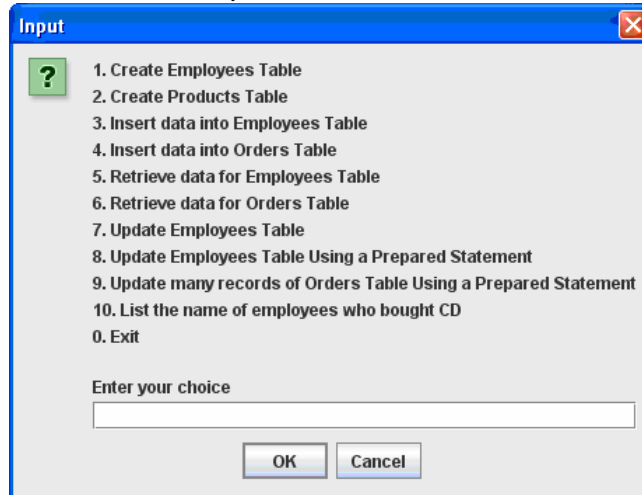 Input
?
1. Create Employees Table
2. Create Products Table
3. Insert data into Employees Table
4. Insert data into Orders Table
5. Retrieve data for Employees Table
6. Retrieve data for Orders Table
7. Update Employees Table
8. Update Employees Table Using a Prepared Statement
9. Update many records of Orders Table Using a Prepared Statement
10. List the name of employees who bought CD
0. Exit
Enter your choice
OK Cancel